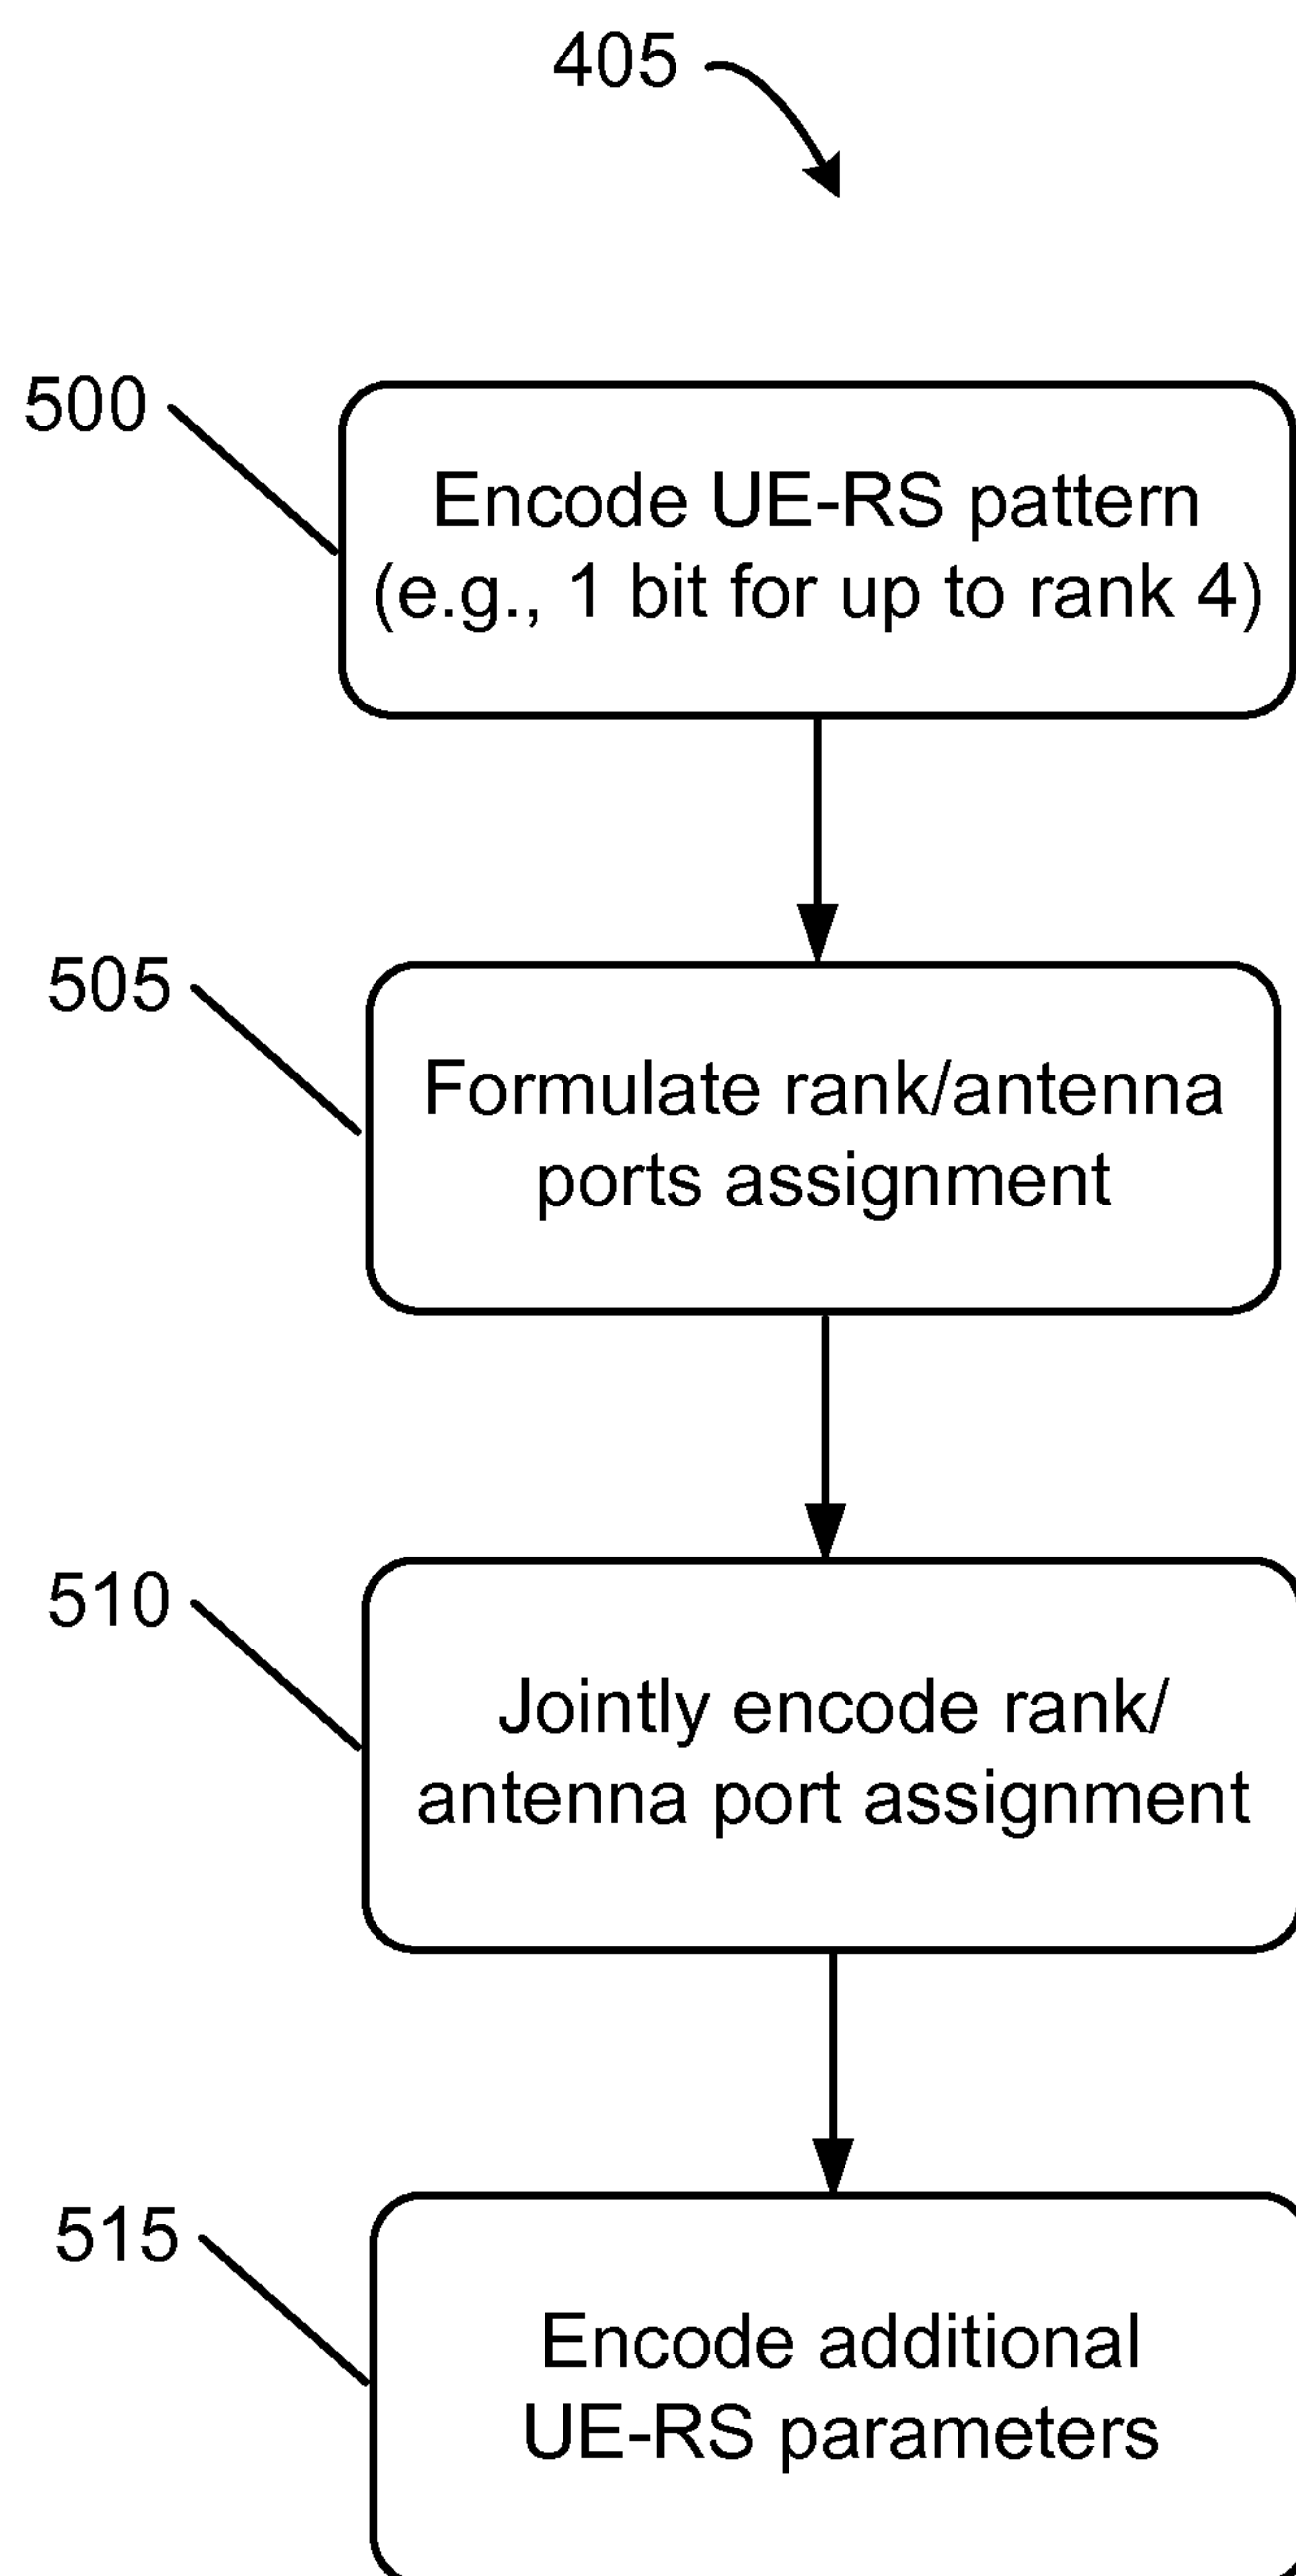 405
500
Encode UE-RS pattern
(e.g., 1 bit for up to rank 4)
505
Formulate rank/antenna
ports assignment
510
Jointly encode rank/
antenna port assignment
515
Encode additional
UE-RS parameters